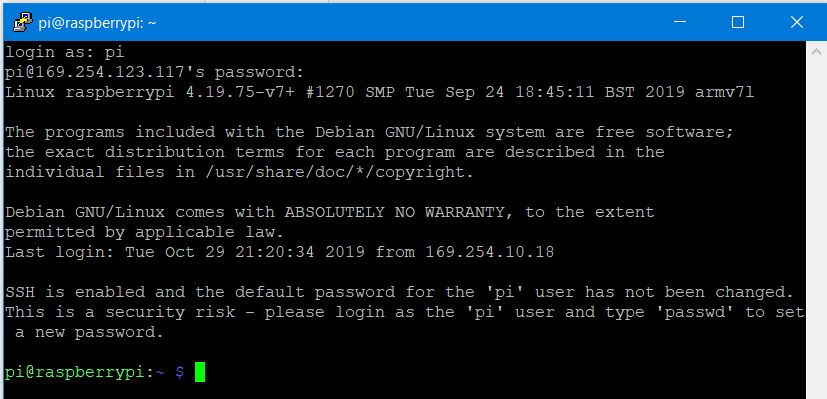 pi@raspberrypi: ~
login as: pi
pi@169.254.123.117's password:
Linux raspberrypi 4.19.75-v7+ #1270 SMP Tue Sep 24 18:45:11 BST 2019 armv7l
The programs included with the Debian GNU/Linux system are free software;
the exact distribution terms for each program are described in the
individual files in /usr/share/doc/*/copyright.
Debian GNU/Linux comes with ABSOLUTELY NO WARRANTY, to the extent
permitted by applicable law.
Last login: Tue Oct 29 21:20:34 2019 from 169.254.10.18
SSH is enabled and the default password for the 'pi' user has not been changed.
This is a security risk - please login as the 'pi' user and type 'passwd' to set
 a new password.
pi@raspberrypi:~ $